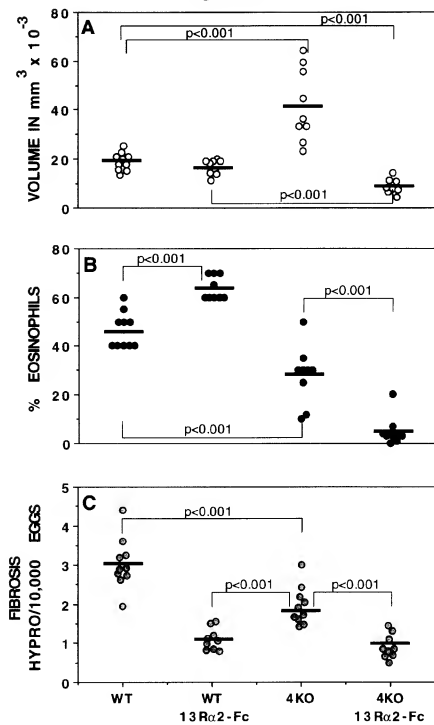 A
VOLUME IN mm³ x 10⁻³
80
60
40
20
0
p<0.001
p<0.001
p<0.001
B
% EOSINOPHILS
80
60
40
20
0
p<0.001
p<0.001
p<0.001
C
FIBROSIS
HYPRO/10,000 EGGS
5
4
3
2
1
0
p<0.001
p<0.001
p<0.001
WT
WT
13Rα2-Fc
4KO
4KO
13Rα2-Fc